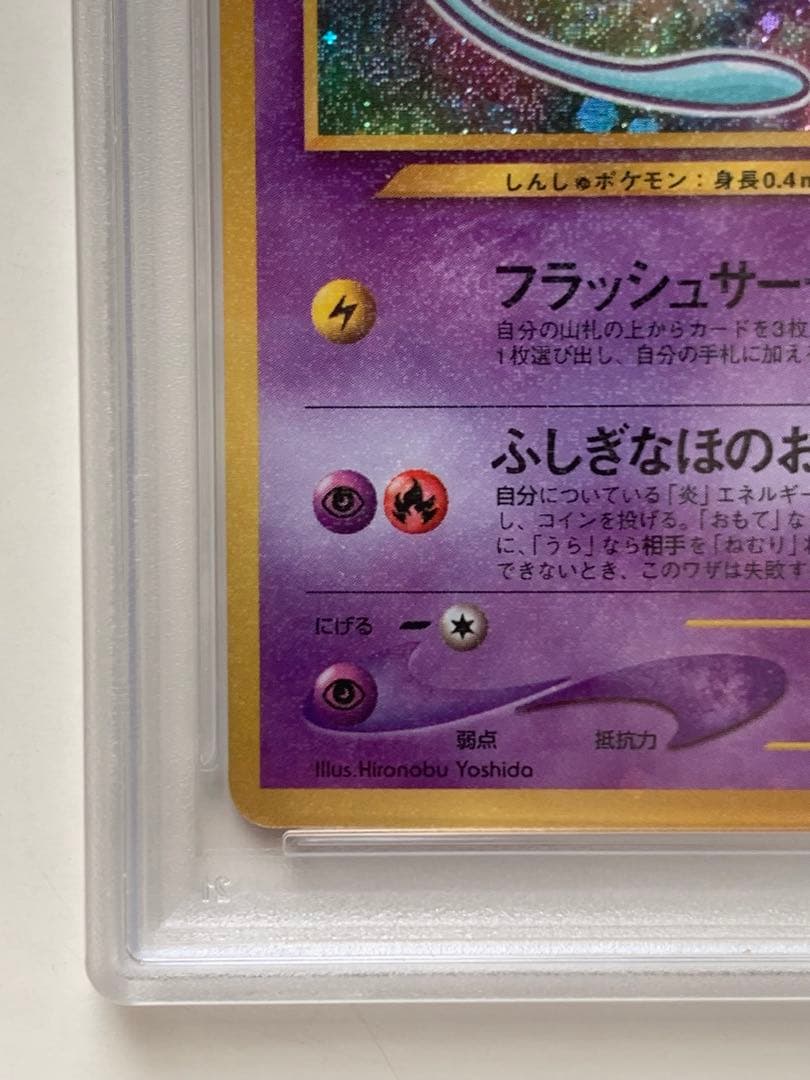 しんしゅポケモン：身長0.4m
フラッシュサー
自分の山札の上からカードを3枚
1枚選び出し、自分の手札に加え
ふしぎなほのお
自分についている「炎」エネルギー
し、コインを投げる。「おもて」な
に、「うら」なら相手を「ねむり」
できないとき、このワザは失敗す
にげる
弱点
抵抗力
Illus.Hironobu Yoshida